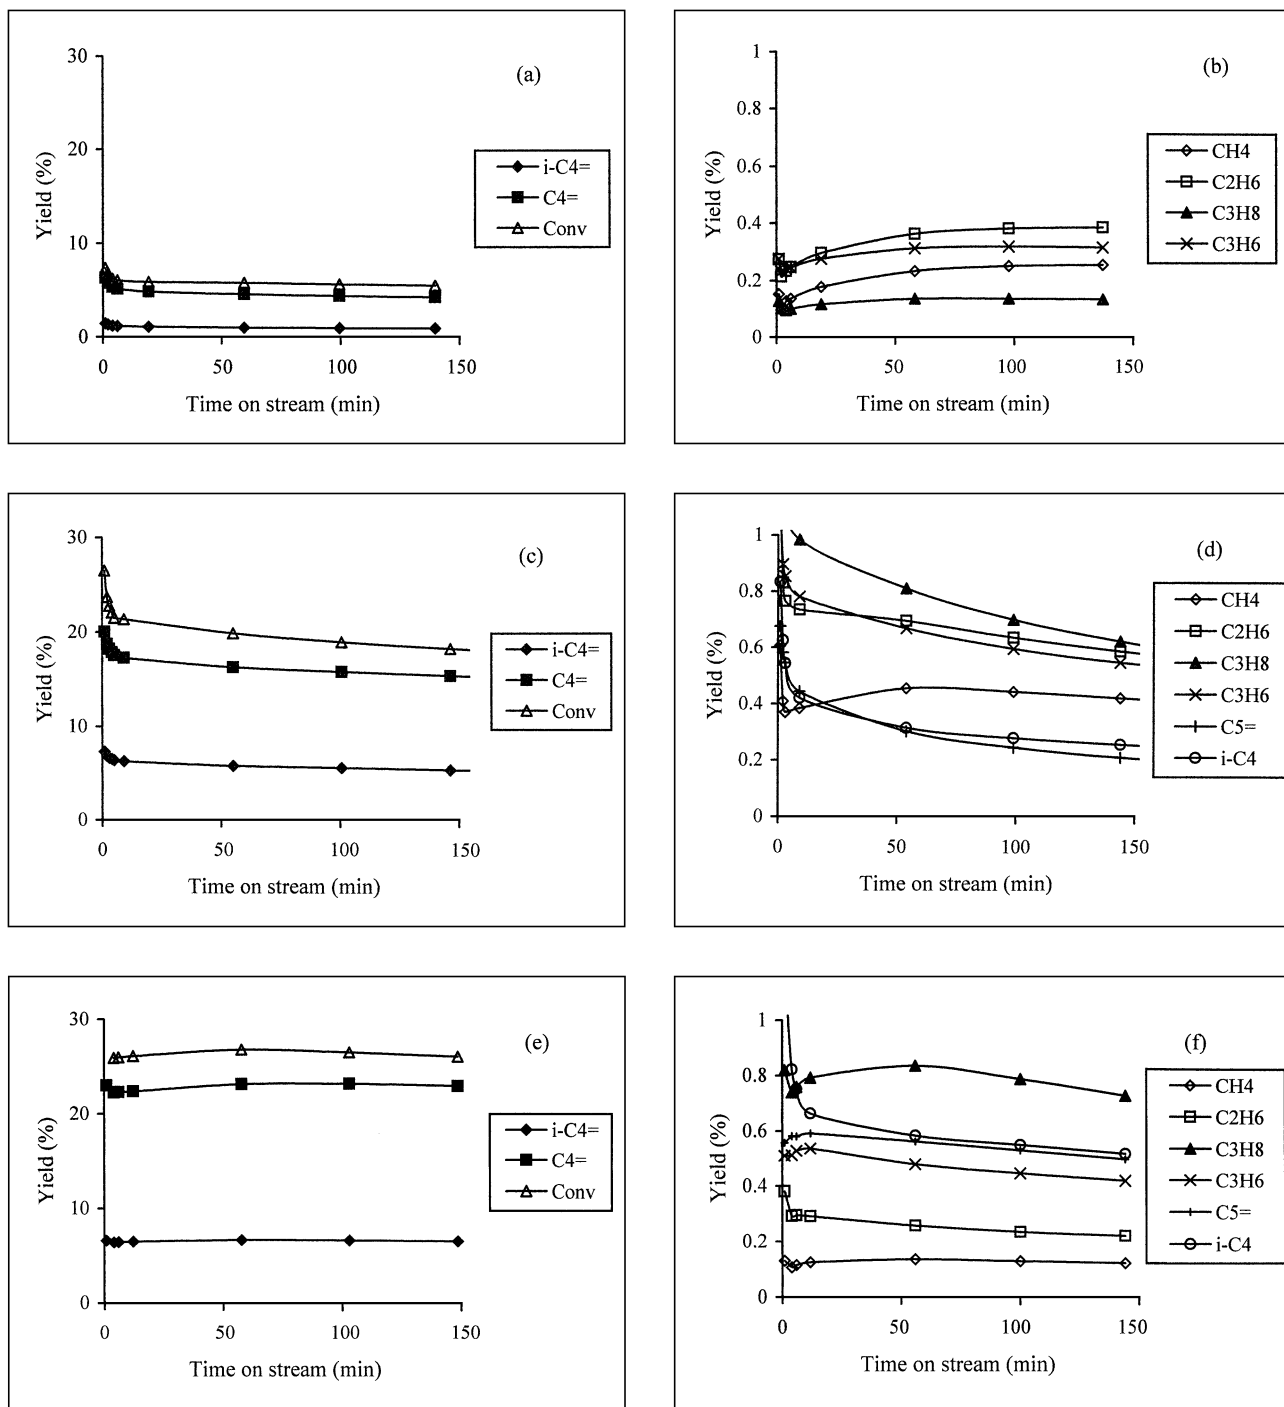 (a)
30
20
10
0
Yield (%)
0 50 100 150
Time on stream (min)
i-C4=
C4=
Conv
(b)
1
0.8
0.6
0.4
0.2
0
Yield (%)
0 50 100 150
Time on stream (min)
CH4
C2H6
C3H8
C3H6
(c)
30
20
10
0
Yield (%)
0 50 100 150
Time on stream (min)
i-C4=
C4=
Conv
(d)
1
0.8
0.6
0.4
0.2
0
Yield (%)
0 50 100 150
Time on stream (min)
CH4
C2H6
C3H8
C3H6
C5=
i-C4
(e)
30
20
10
0
Yield (%)
0 50 100 150
Time on stream (min)
i-C4=
C4=
Conv
(f)
1
0.8
0.6
0.4
0.2
0
Yield (%)
0 50 100 150
Time on stream (min)
CH4
C2H6
C3H8
C3H6
C5=
i-C4